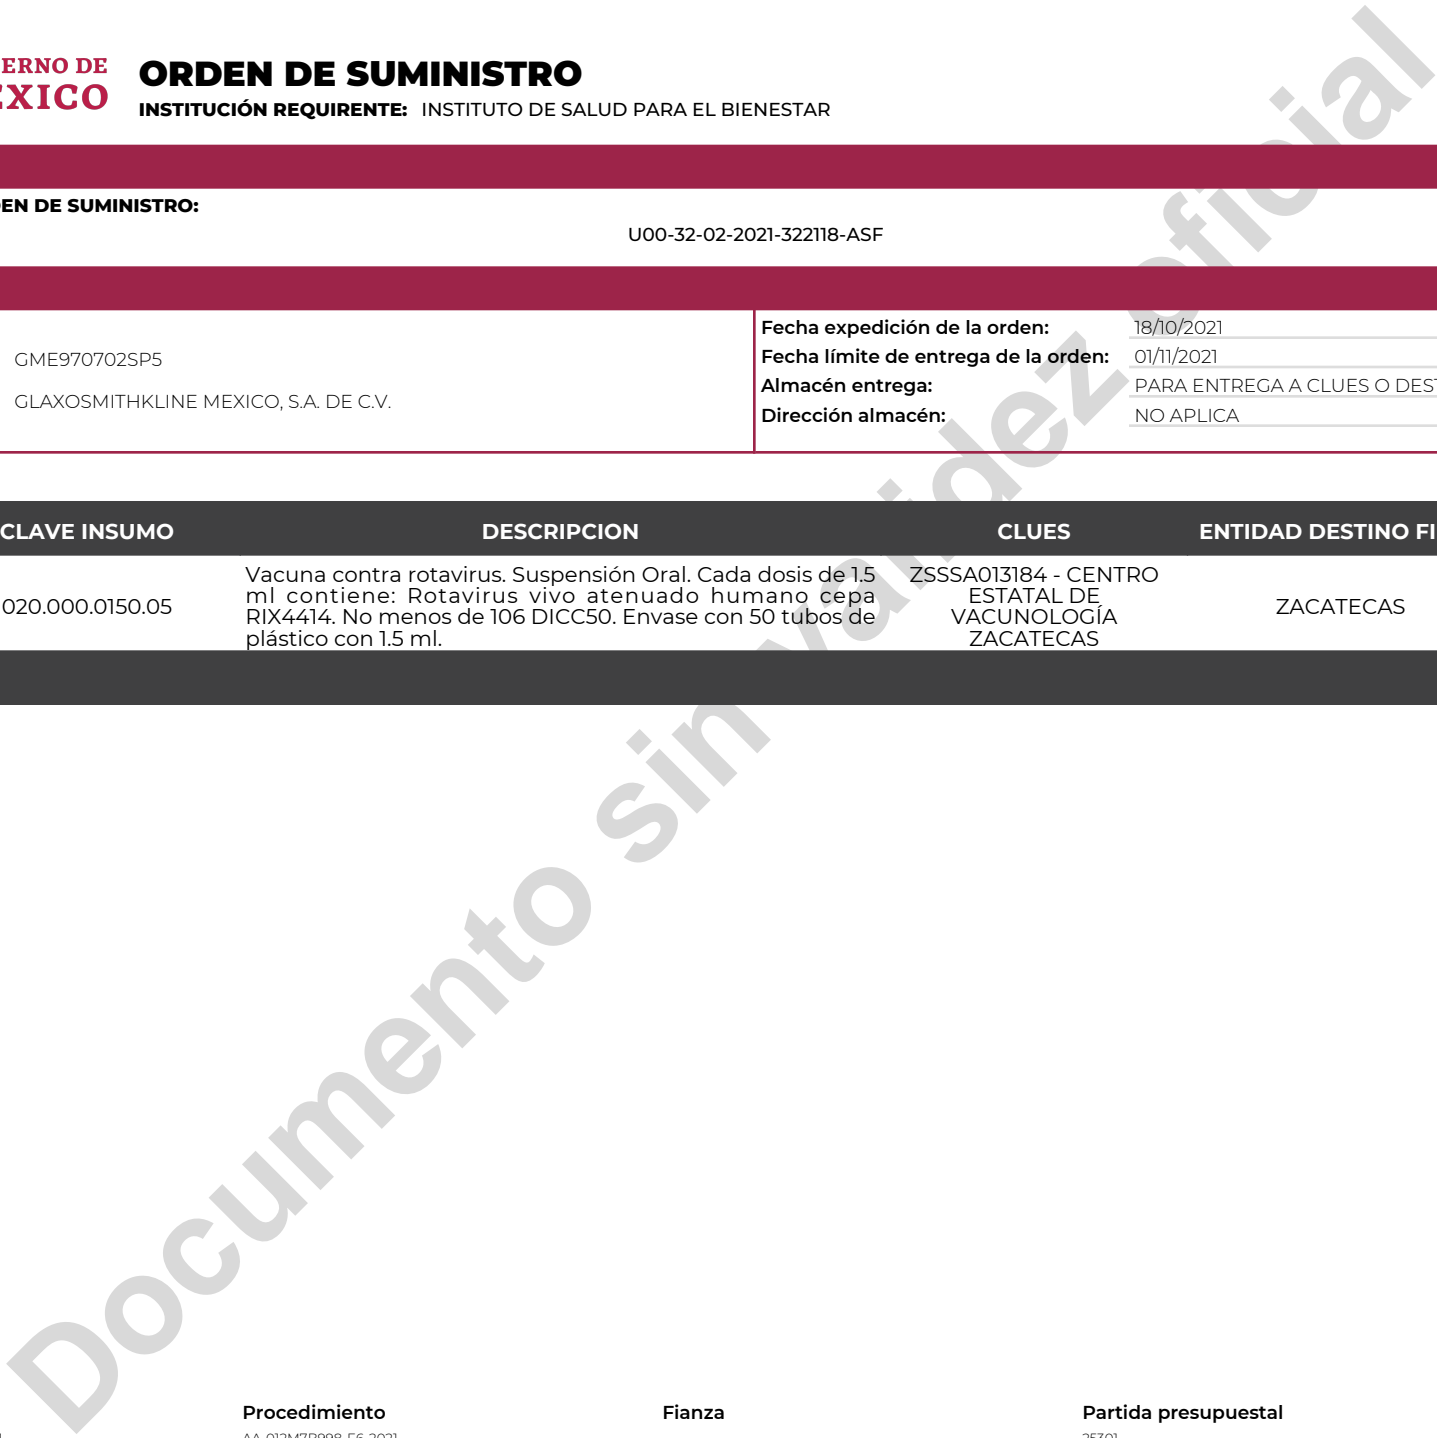 ERNO DE
EXICO
ORDEN DE SUMINISTRO
INSTITUCIÓN REQUIRENTE: INSTITUTO DE SALUD PARA EL BIENESTAR
EN DE SUMINISTRO:
U00-32-02-2021-322118-ASF
GME970702SP5
GLAXOSMITHKLINE MEXICO, S.A. DE C.V.
Fecha expedición de la orden: 18/10/2021
Fecha límite de entrega de la orden: 01/11/2021
Almacén entrega: PARA ENTREGA A CLUES O DEST
Dirección almacén: NO APLICA
CLAVE INSUMO DESCRIPCION CLUES ENTIDAD DESTINO FI
020.000.0150.05
Vacuna contra rotavirus. Suspensión Oral. Cada dosis de 1.5
ml contiene: Rotavirus vivo atenuado humano cepa
RIX4414. No menos de 106 DICC50. Envase con 50 tubos de
plástico con 1.5 ml.
ZSSSA013184 - CENTRO
ESTATAL DE
VACUNOLOGÍA
ZACATECAS
ZACATECAS
Documento sin validez oficial
Procedimiento Fianza Partida presupuestal